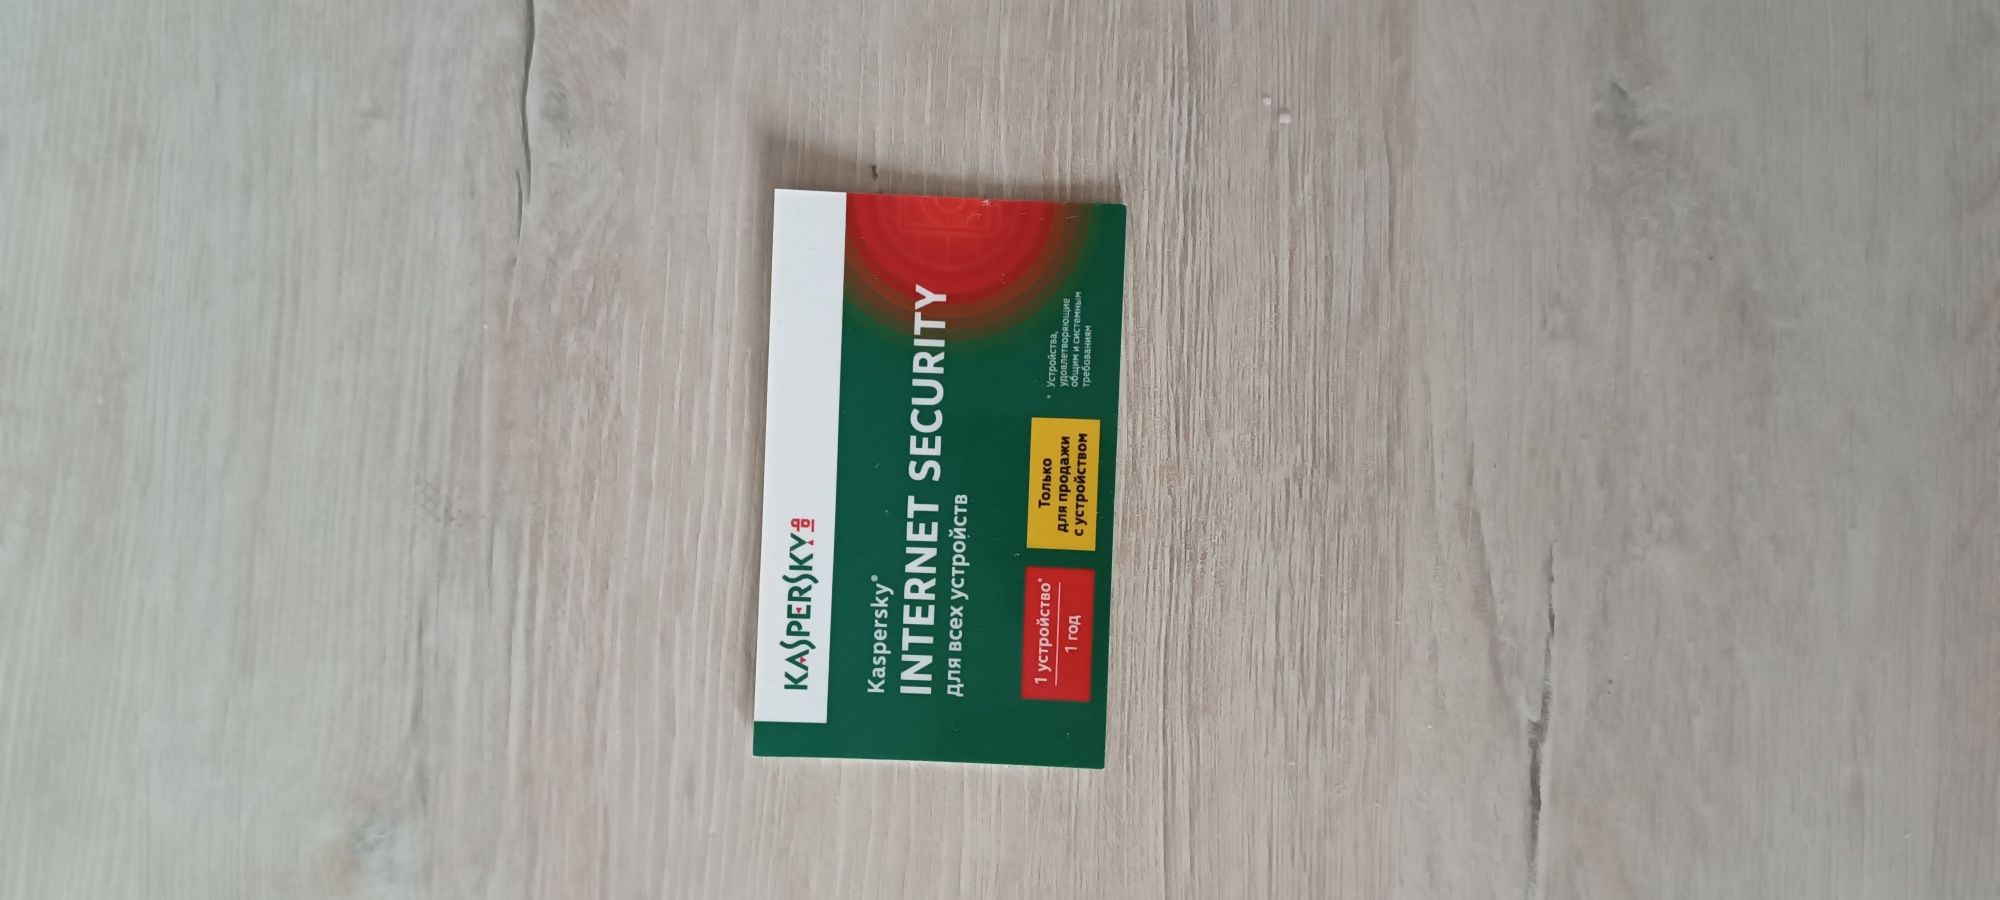 KASPERSKY
Kaspersky®
INTERNET SECURITY
для всех устройств
1 устройство*
1 год
Только
для продажи
с устройством
* Устройства,
удовлетворяющие
общим и системным
требованиям